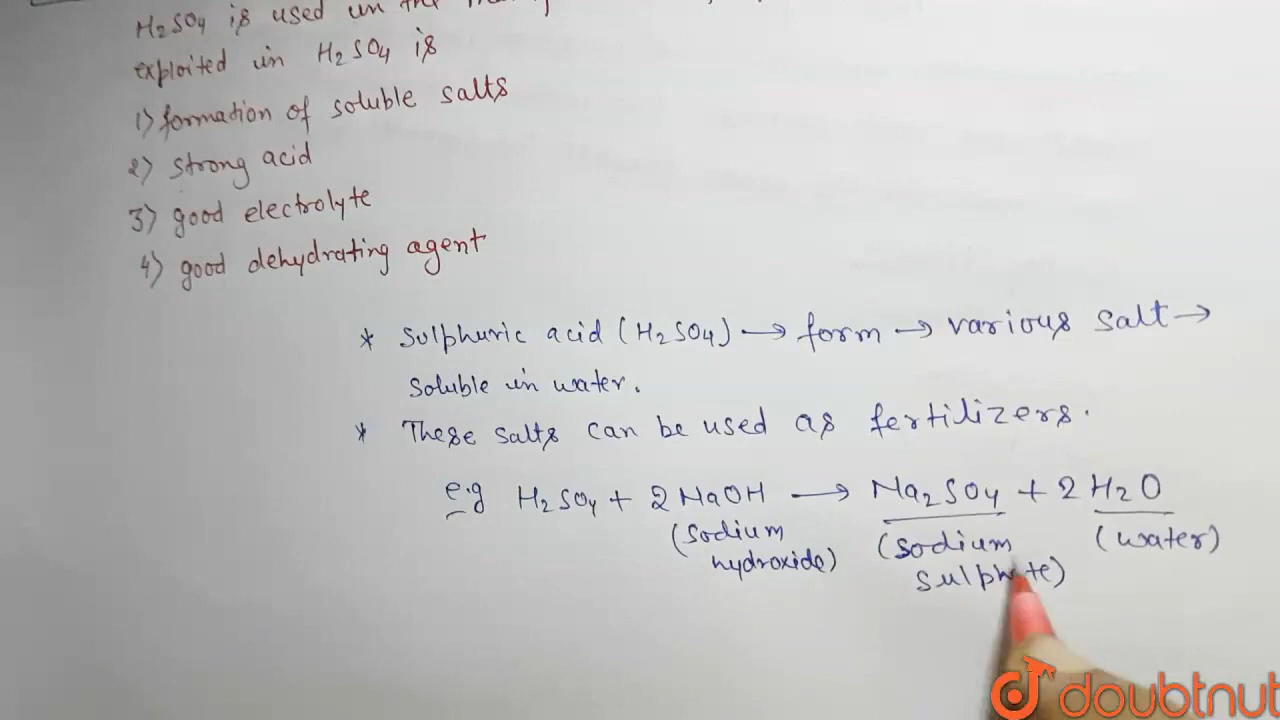 H2SO4 is used in the
exploited in H2SO4 is
1) formation of soluble salts
2) strong acid
3) good electrolyte
4) good dehydrating agent
* Sulphuric acid (H2SO4) → form → various salt →
soluble in water.
* These salts can be used as fertilizers.
e.g H2SO4 + 2NaOH → Na2SO4 + 2H2O
(sodium hydroxide) (sodium sulphate) (water)
doubtnut